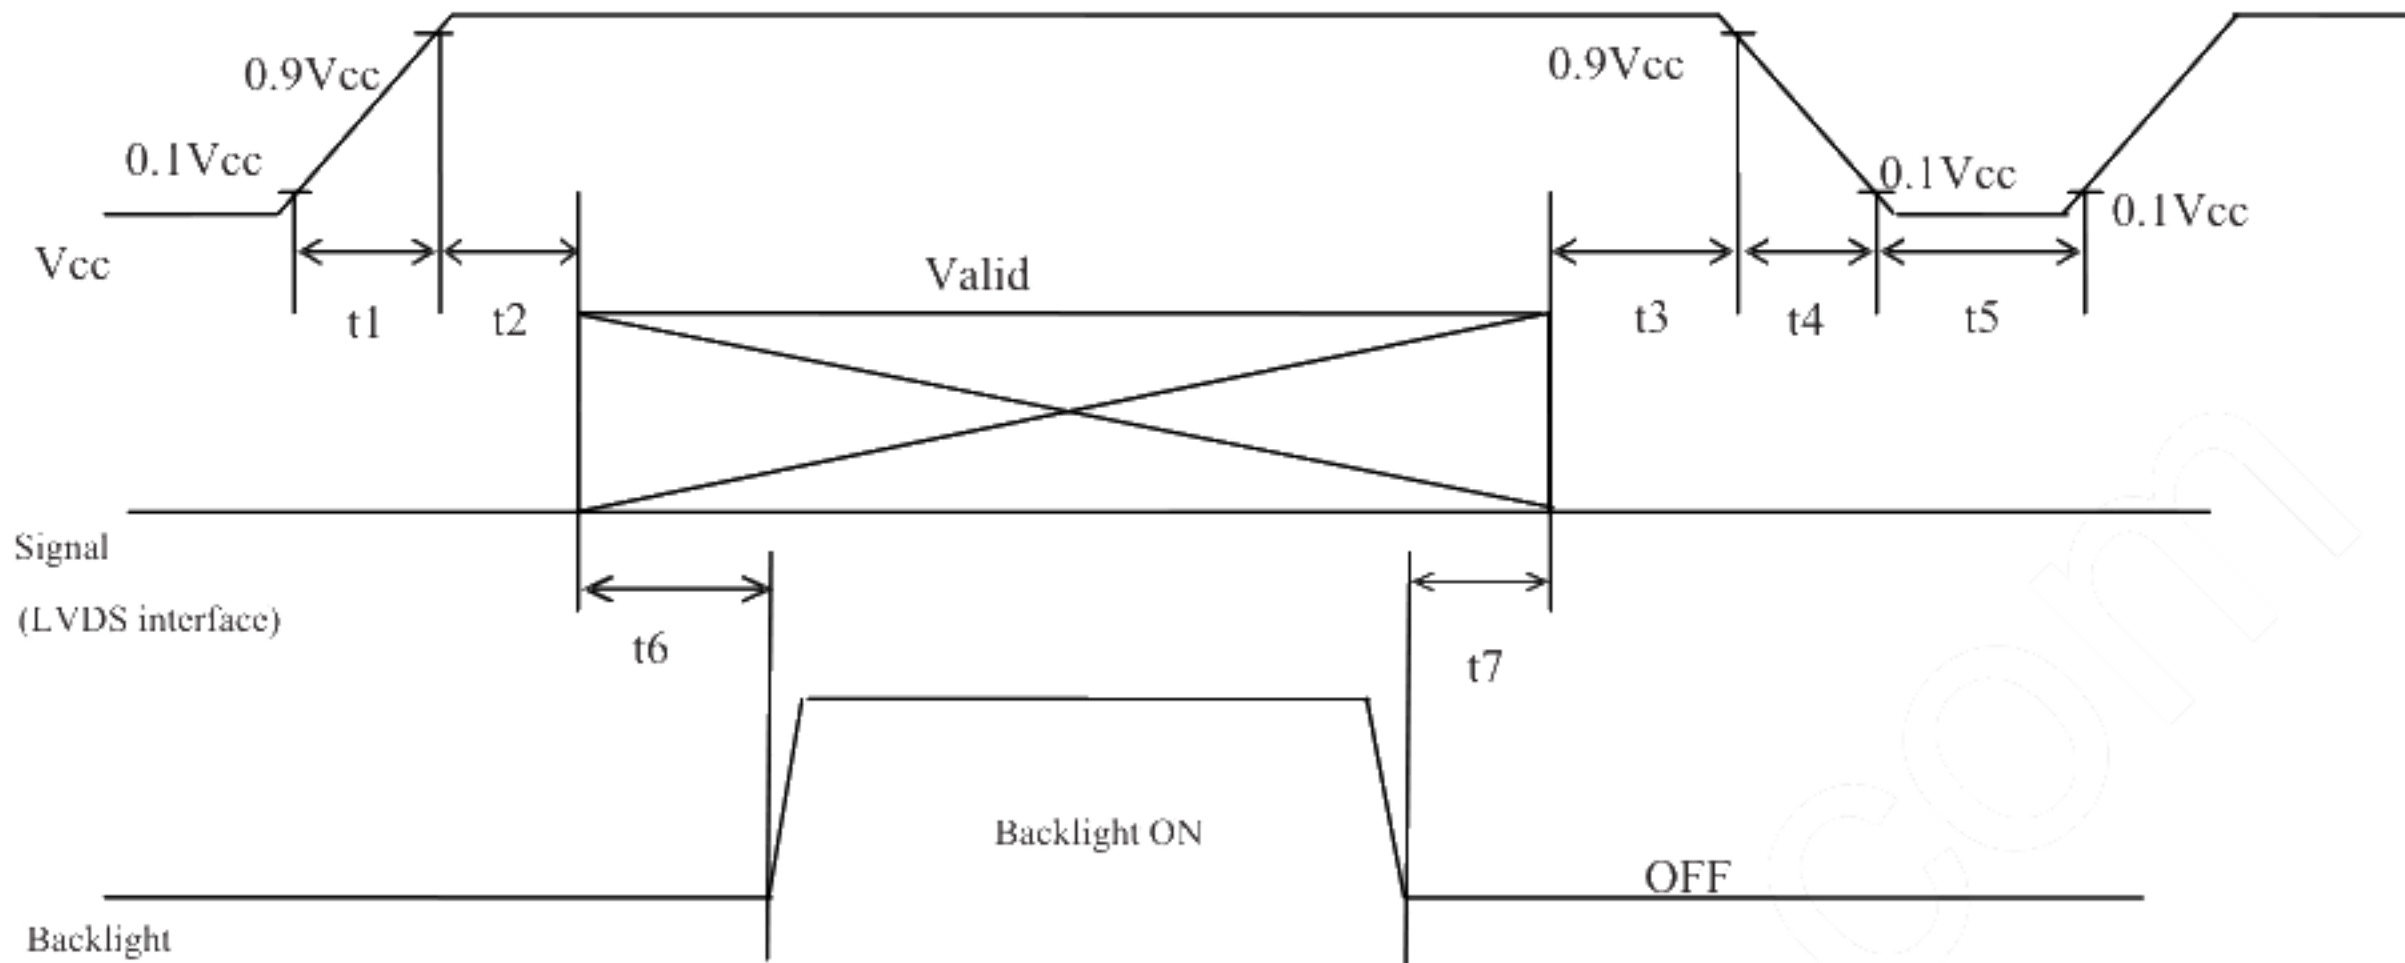 0.9Vcc
0.9Vcc
0.1Vcc
0.1Vcc
0.1Vcc
Vcc
Valid
t1
t2
t3
t4
t5
Signal
(LVDS interface)
t6
t7
Backlight ON
OFF
Backlight
com